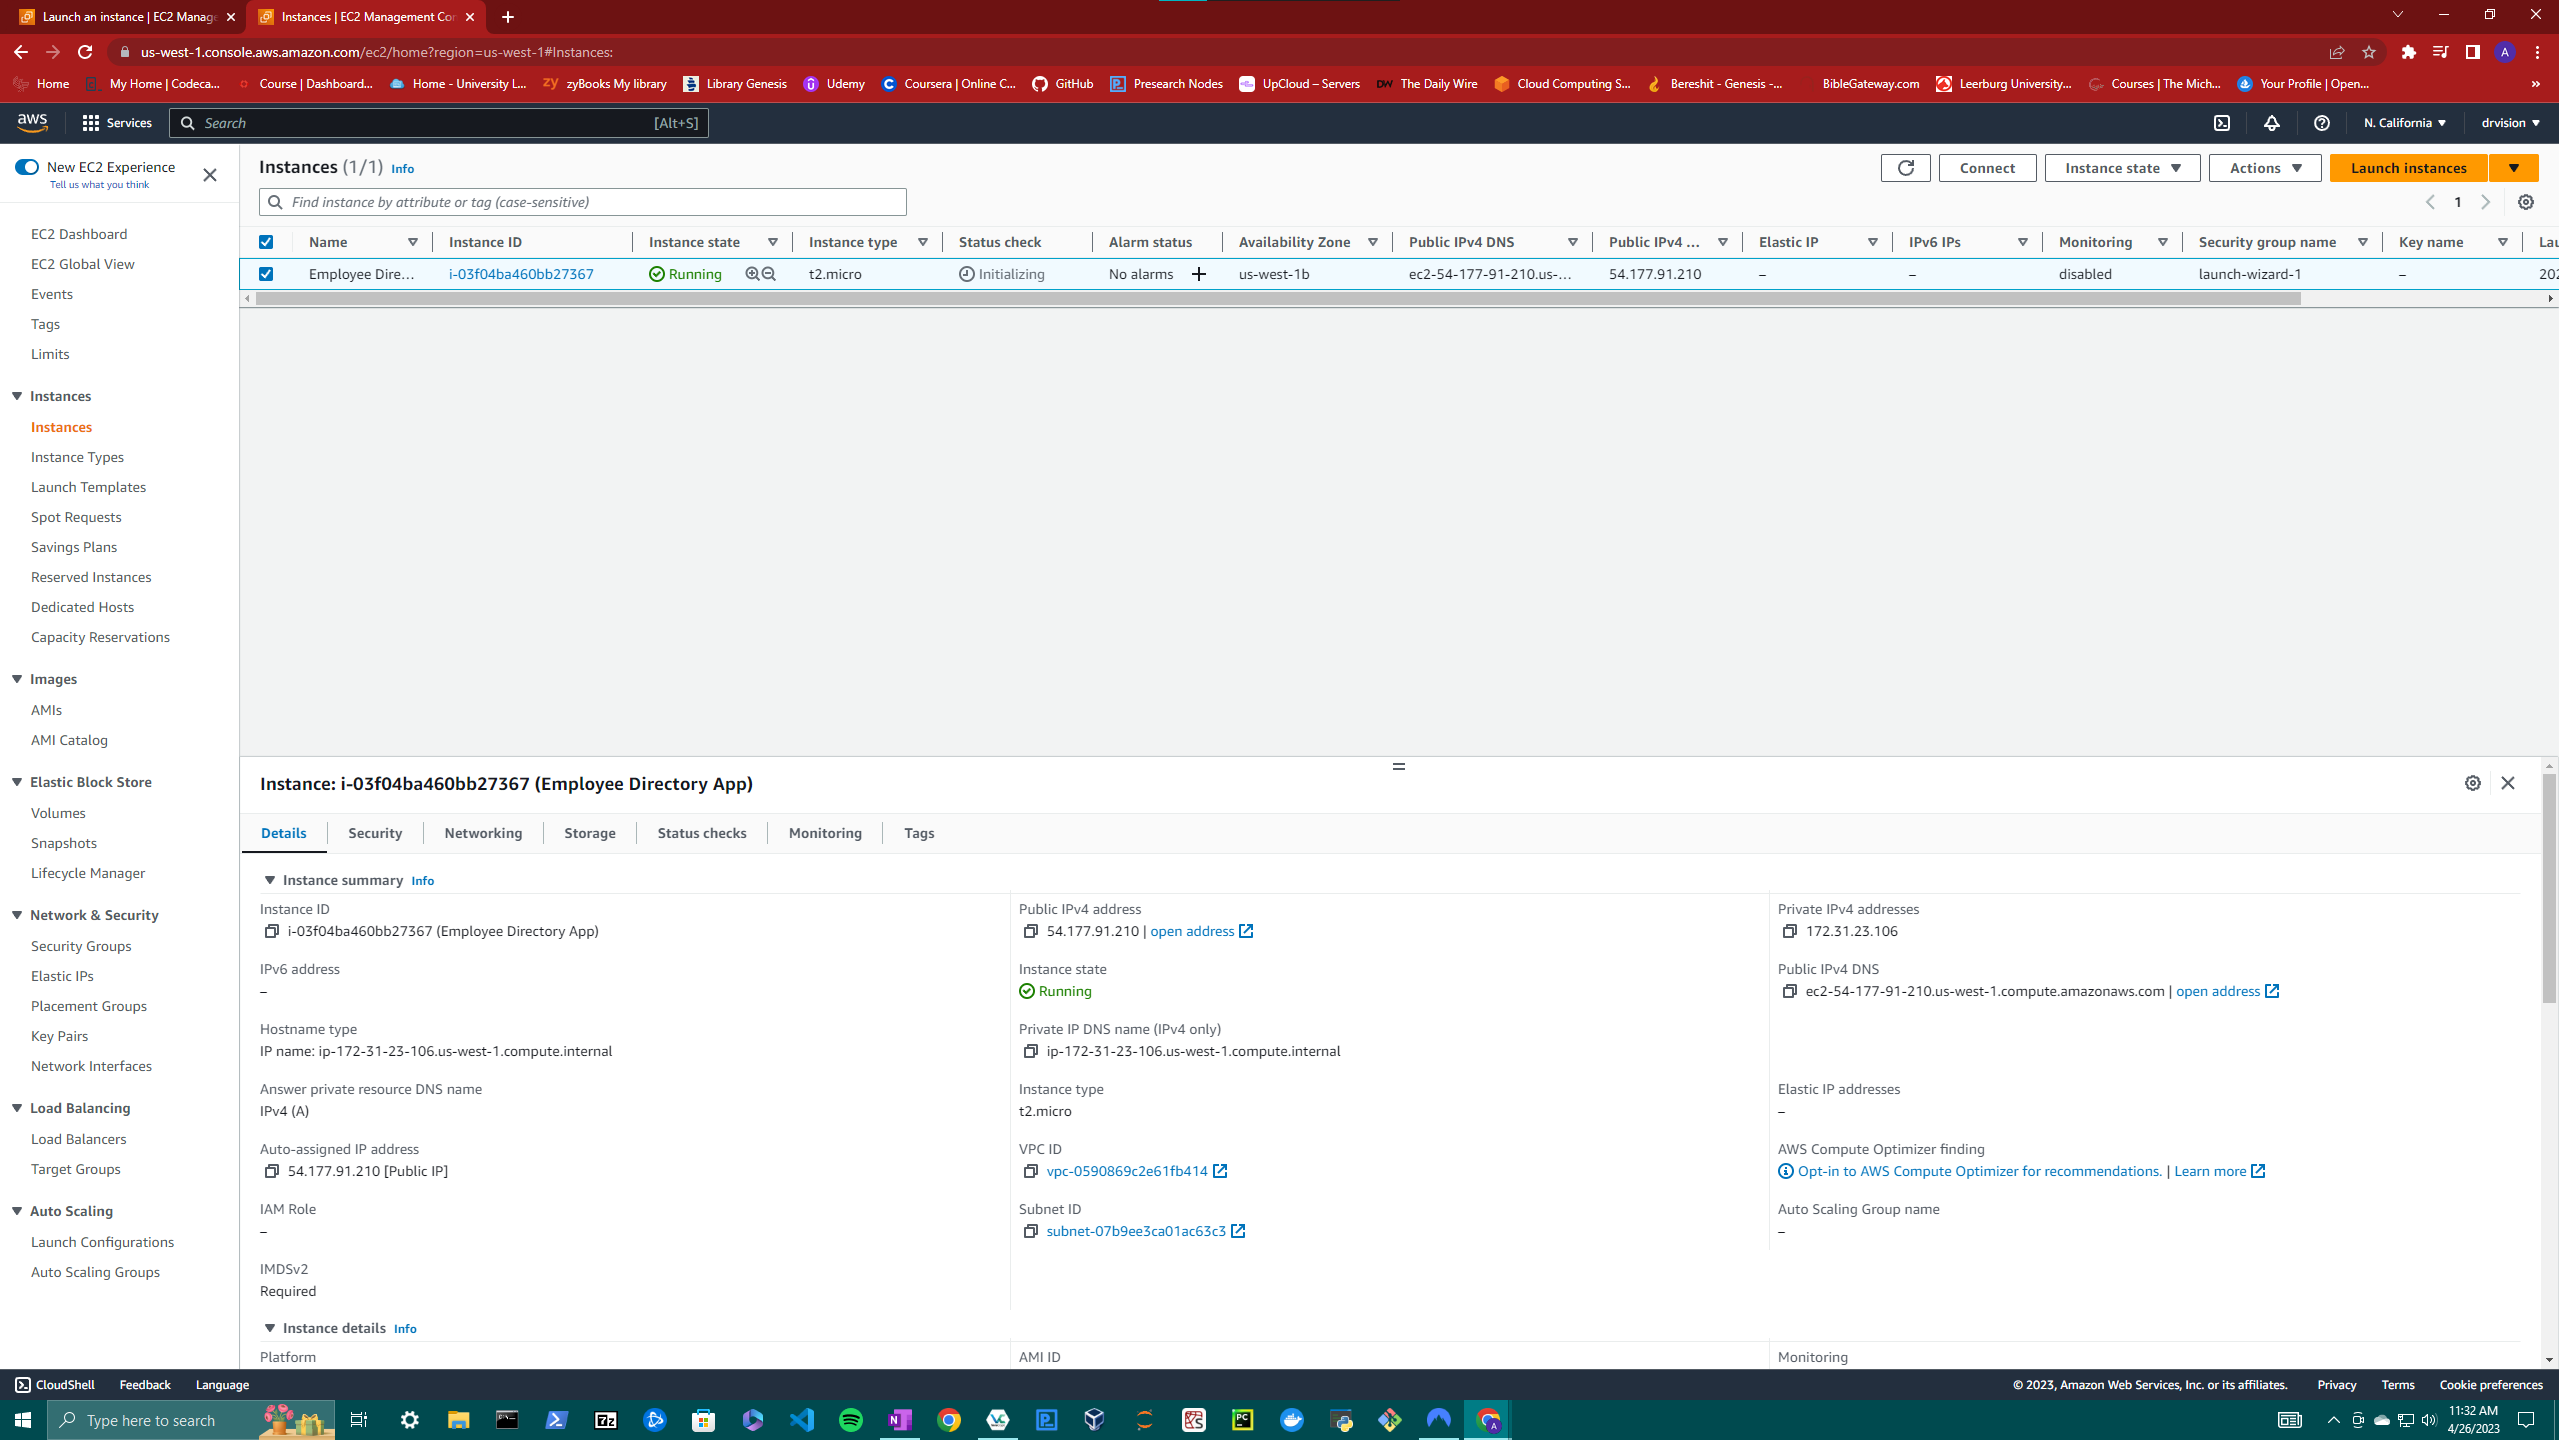 Launch an instance | EC2 Manage
Instances | EC2 Management Con
us-west-1.console.aws.amazon.com/ec2/home?region=us-west-1#Instances:
A
Home
My Home | Codeca...
Course | Dashboard...
Home - University L...
zy
zyBooks My library
Library Genesis
Udemy
Coursera | Online C...
GitHub
Presearch Nodes
UpCloud – Servers
DW
The Daily Wire
Cloud Computing S...
Bereshit - Genesis -...
BibleGateway.com
Leerburg University...
Courses | The Mich...
Your Profile | Open...
»
aws
Services
Search
[Alt+S]
N. California
drvision
New EC2 Experience
Tell us what you think
EC2 Dashboard
EC2 Global View
Events
Tags
Limits
Instances
Instances
Instance Types
Launch Templates
Spot Requests
Savings Plans
Reserved Instances
Dedicated Hosts
Capacity Reservations
Images
AMIs
AMI Catalog
Elastic Block Store
Volumes
Snapshots
Lifecycle Manager
Network & Security
Security Groups
Elastic IPs
Placement Groups
Key Pairs
Network Interfaces
Load Balancing
Load Balancers
Target Groups
Auto Scaling
Launch Configurations
Auto Scaling Groups
Instances (1/1) Info
Connect
Instance state
Actions
Launch instances
Find instance by attribute or tag (case-sensitive)
1
Name
Instance ID
Instance state
Instance type
Status check
Alarm status
Availability Zone
Public IPv4 DNS
Public IPv4 ...
Elastic IP
IPv6 IPs
Monitoring
Security group name
Key name
Lau
Employee Dire...
i-03f04ba460bb27367
Running
t2.micro
Initializing
No alarms
us-west-1b
ec2-54-177-91-210.us-...
54.177.91.210
–
–
disabled
launch-wizard-1
–
202
Instance: i-03f04ba460bb27367 (Employee Directory App)
Details
Security
Networking
Storage
Status checks
Monitoring
Tags
Instance summary Info
Instance ID
i-03f04ba460bb27367 (Employee Directory App)
Public IPv4 address
54.177.91.210 | open address
Private IPv4 addresses
172.31.23.106
IPv6 address
–
Instance state
Running
Public IPv4 DNS
ec2-54-177-91-210.us-west-1.compute.amazonaws.com | open address
Hostname type
IP name: ip-172-31-23-106.us-west-1.compute.internal
Private IP DNS name (IPv4 only)
ip-172-31-23-106.us-west-1.compute.internal
Answer private resource DNS name
IPv4 (A)
Instance type
t2.micro
Elastic IP addresses
–
Auto-assigned IP address
54.177.91.210 [Public IP]
VPC ID
vpc-0590869c2e61fb414
AWS Compute Optimizer finding
Opt-in to AWS Compute Optimizer for recommendations. | Learn more
IAM Role
–
Subnet ID
subnet-07b9ee3ca01ac63c3
Auto Scaling Group name
–
IMDSv2
Required
Instance details Info
Platform
AMI ID
Monitoring
CloudShell
Feedback
Language
© 2023, Amazon Web Services, Inc. or its affiliates.
Privacy
Terms
Cookie preferences
Type here to search
11:32 AM
4/26/2023